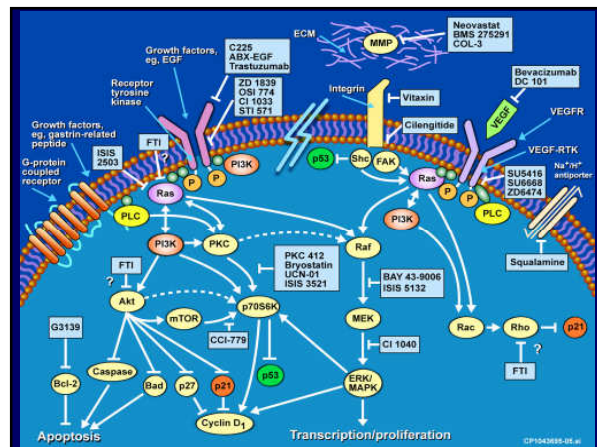 ECM
MMP
Neovastat
BMS 275291
COL-3
C225
ABX-EGF
Trastuzumab
Growth factors,
eg, EGF
ZD 1839
OSI 774
CI 1033
STI 571
Receptor
tyrosine
kinase
Integrin
Vitaxin
Cilengitide
Bevacizumab
DC 101
VEGF
VEGFR
VEGF-RTK
Growth factors,
eg, gastrin-related
peptide
G-protein
coupled
receptor
ISIS
2503
FTI
?
Ras
P
P
PI3K
PLC
p53
Shc
FAK
Ras
P
P
PLC
SU5416
SU6668
ZD6474
Na+/H+
antiporter
Squalamine
PI3K
PKC
Raf
PI3K
PKC 412
Bryostatin
UCN-01
ISIS 3521
BAY 43-9006
ISIS 5132
FTI
?
Akt
mTOR
p70S6K
CCI-779
MEK
CI 1040
Rac
Rho
p21
FTI
?
G3139
Bcl-2
Caspase
Bad
p27
p21
p53
ERK/
MAPK
Cyclin D1
Apoptosis
Transcription/proliferation